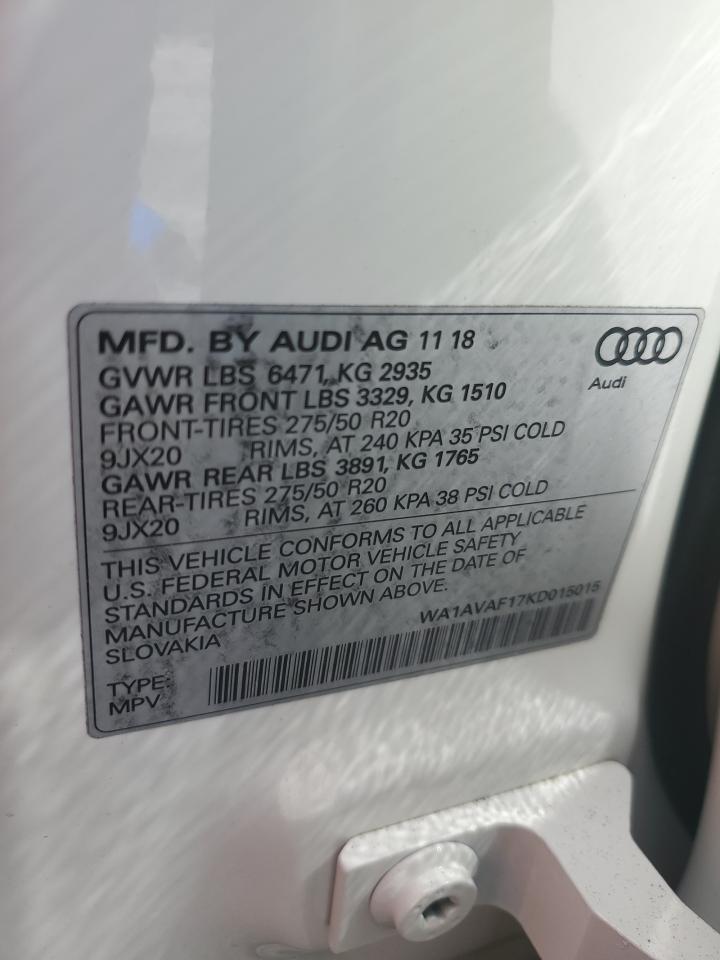 MFD. BY AUDI AG 11 18
GVWR LBS 6471, KG 2935
GAWR FRONT LBS 3329, KG 1510
FRONT-TIRES 275/50 R20
9JX20 RIMS, AT 240 KPA 35 PSI COLD
GAWR REAR LBS 3891, KG 1765
REAR-TIRES 275/50 R20
9JX20 RIMS, AT 260 KPA 38 PSI COLD
Audi
THIS VEHICLE CONFORMS TO ALL APPLICABLE
U.S. FEDERAL MOTOR VEHICLE SAFETY
STANDARDS IN EFFECT ON THE DATE OF
MANUFACTURE SHOWN ABOVE.
SLOVAKIA
WA1AVAF17KD015015
TYPE:
MPV